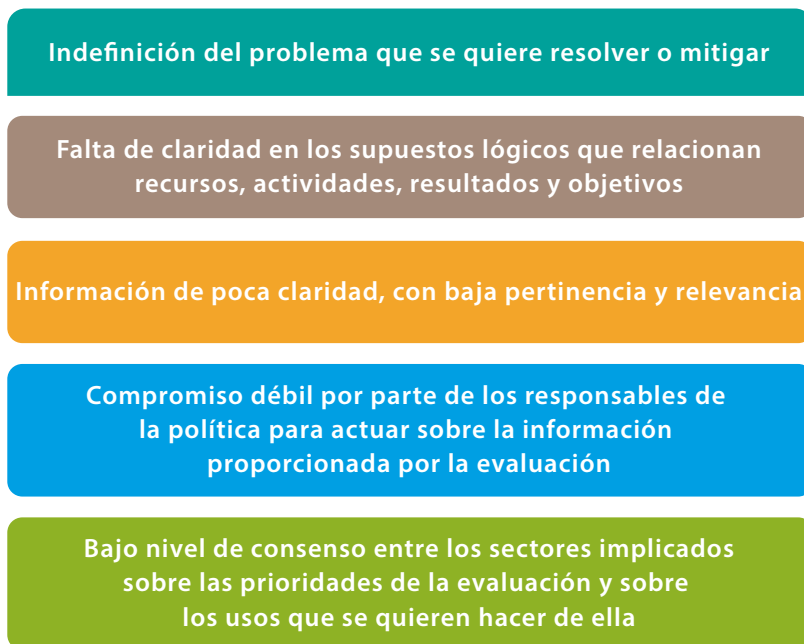 Indefinición del problema que se quiere resolver o mitigar
Falta de claridad en los supuestos lógicos que relacionan
recursos, actividades, resultados y objetivos
Información de poca claridad, con baja pertinencia y relevancia
Compromiso débil por parte de los responsables de
la política para actuar sobre la información
proporcionada por la evaluación
Bajo nivel de consenso entre los sectores implicados
sobre las prioridades de la evaluación y sobre
los usos que se quieren hacer de ella